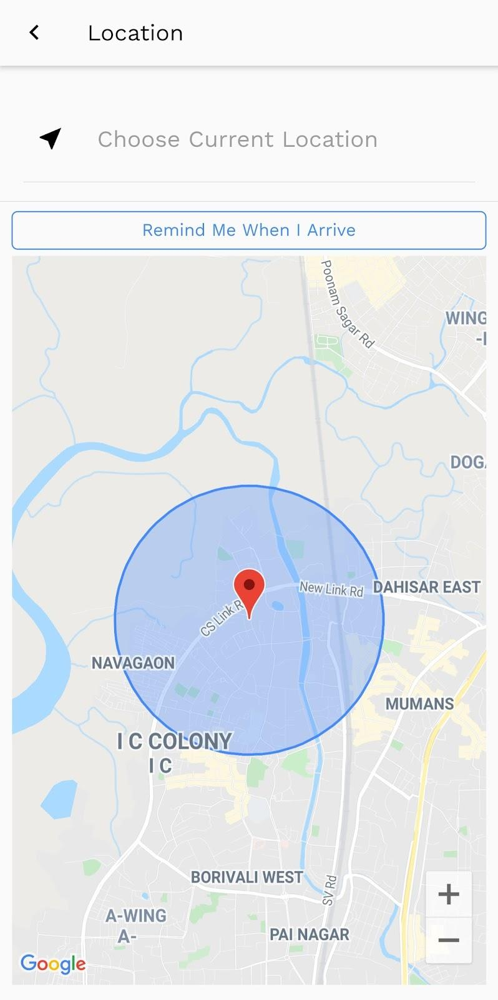 Location
Choose Current Location
Remind Me When I Arrive
Poonam Sagar Rd
WING
-I
DOGA
New Link Rd
DAHISAR EAST
CS Link R
NAVAGAON
MUMANS
I C COLONY
I C
BORIVALI WEST
SV Rd
A-WING
A-
PAI NAGAR
+
−
Google